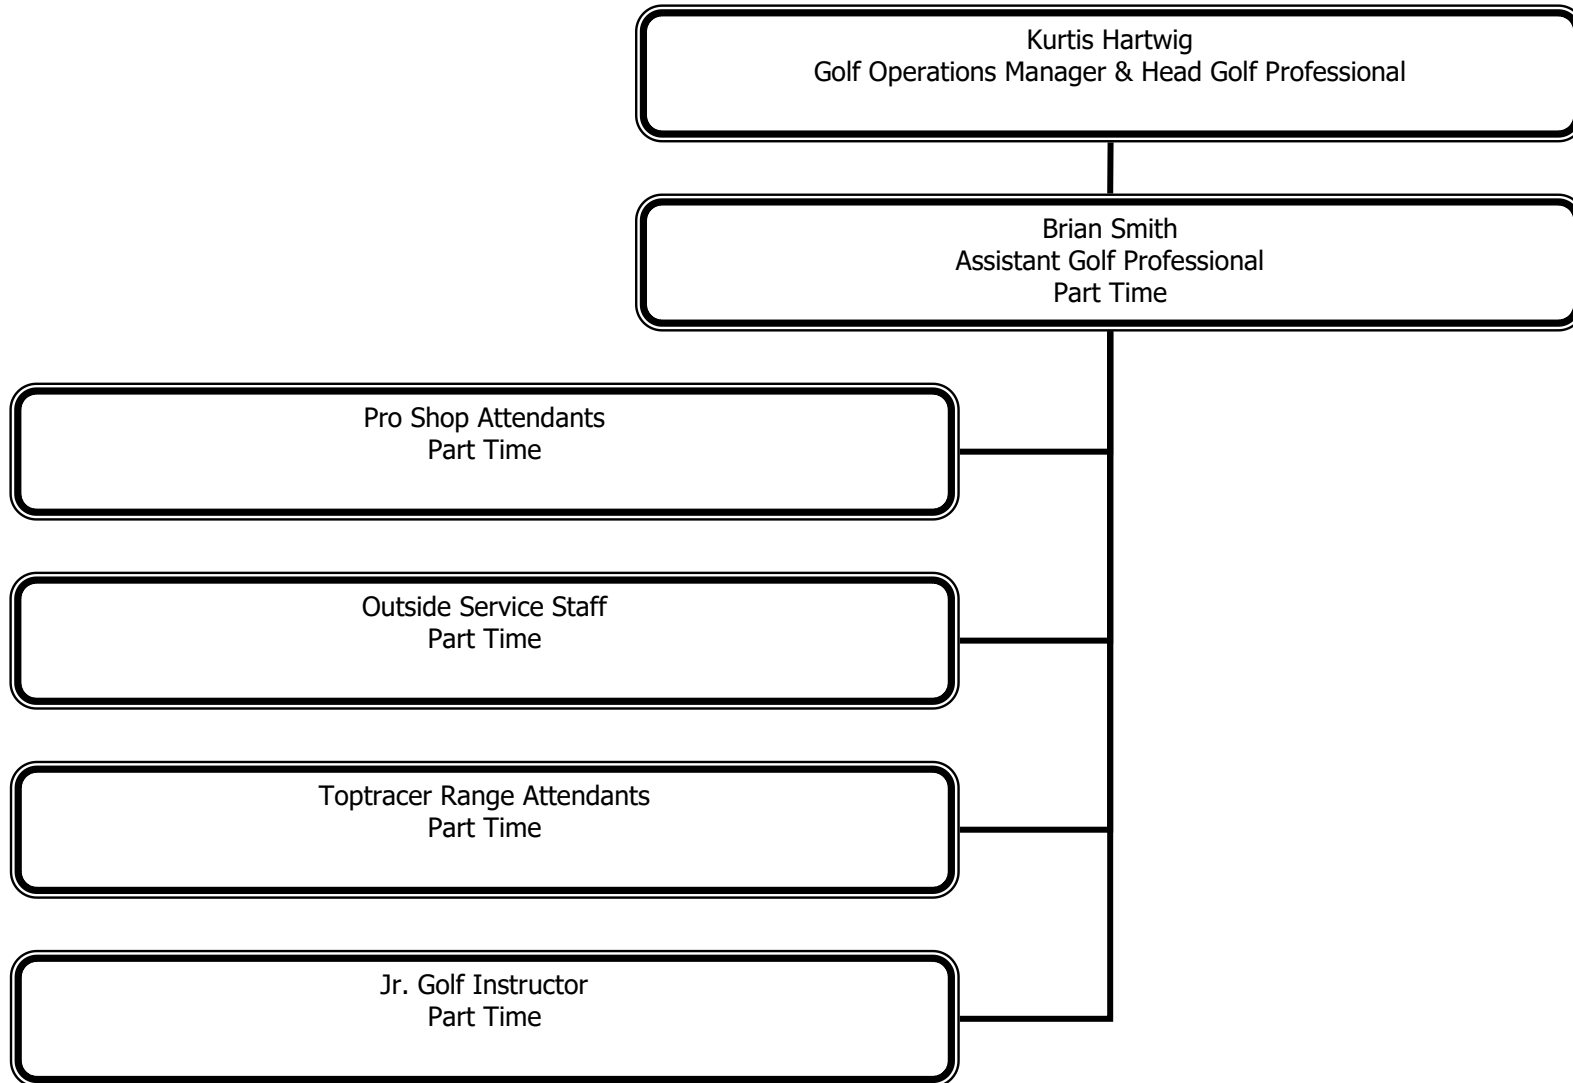 Kurtis Hartwig
Golf Operations Manager & Head Golf Professional
Brian Smith
Assistant Golf Professional
Part Time
Pro Shop Attendants
Part Time
Outside Service Staff
Part Time
Toptracer Range Attendants
Part Time
Jr. Golf Instructor
Part Time